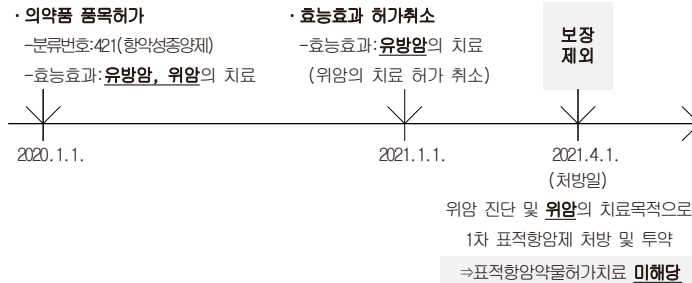 · 의약품 품목허가
-분류번호:421(항악성종양제)
-효능효과:유방암, 위암의 치료
· 효능효과 허가취소
-효능효과:유방암의 치료
(위암의 치료 허가 취소)
보장
제외
2020.1.1.
2021.1.1.
2021.4.1.
(처방일)
위암 진단 및 위암의 치료목적으로
1차 표적항암제 처방 및 투약
⇒표적항암약물허가치료 미해당